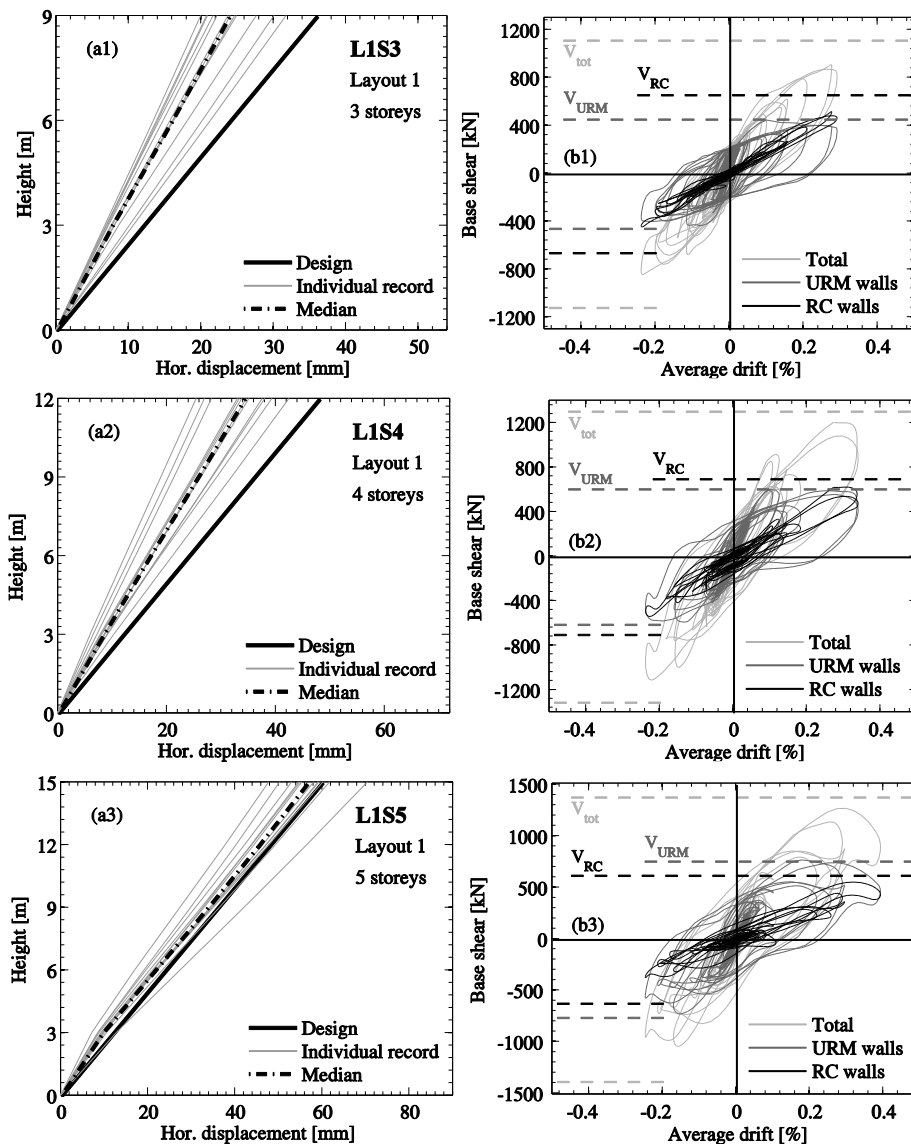 9
6
3
0
(a1)
L1S3
Layout 1
3 storeys
Design
Individual record
Median
0 10 20 30 40 50
Hor. displacement [mm]
Height [m]
1200
800
400
0
-400
-800
-1200
V_tot
V_RC
V_URM
(b1)
Total
URM walls
RC walls
-0.4 -0.2 0 0.2 0.4
Average drift [%]
Base shear [kN]
12
9
6
3
0
(a2)
L1S4
Layout 1
4 storeys
Design
Individual record
Median
0 20 40 60
Hor. displacement [mm]
Height [m]
1200
800
400
0
-400
-800
-1200
V_tot
V_RC
V_URM
(b2)
Total
URM walls
RC walls
-0.4 -0.2 0 0.2 0.4
Average drift [%]
Base shear [kN]
15
12
9
6
3
0
(a3)
L1S5
Layout 1
5 storeys
Design
Individual record
Median
0 20 40 60 80
Hor. displacement [mm]
Height [m]
1500
1000
500
0
-500
-1000
-1500
V_tot
V_URM
V_RC
(b3)
Total
URM walls
RC walls
-0.4 -0.2 0 0.2 0.4
Average drift [%]
Base shear [kN]